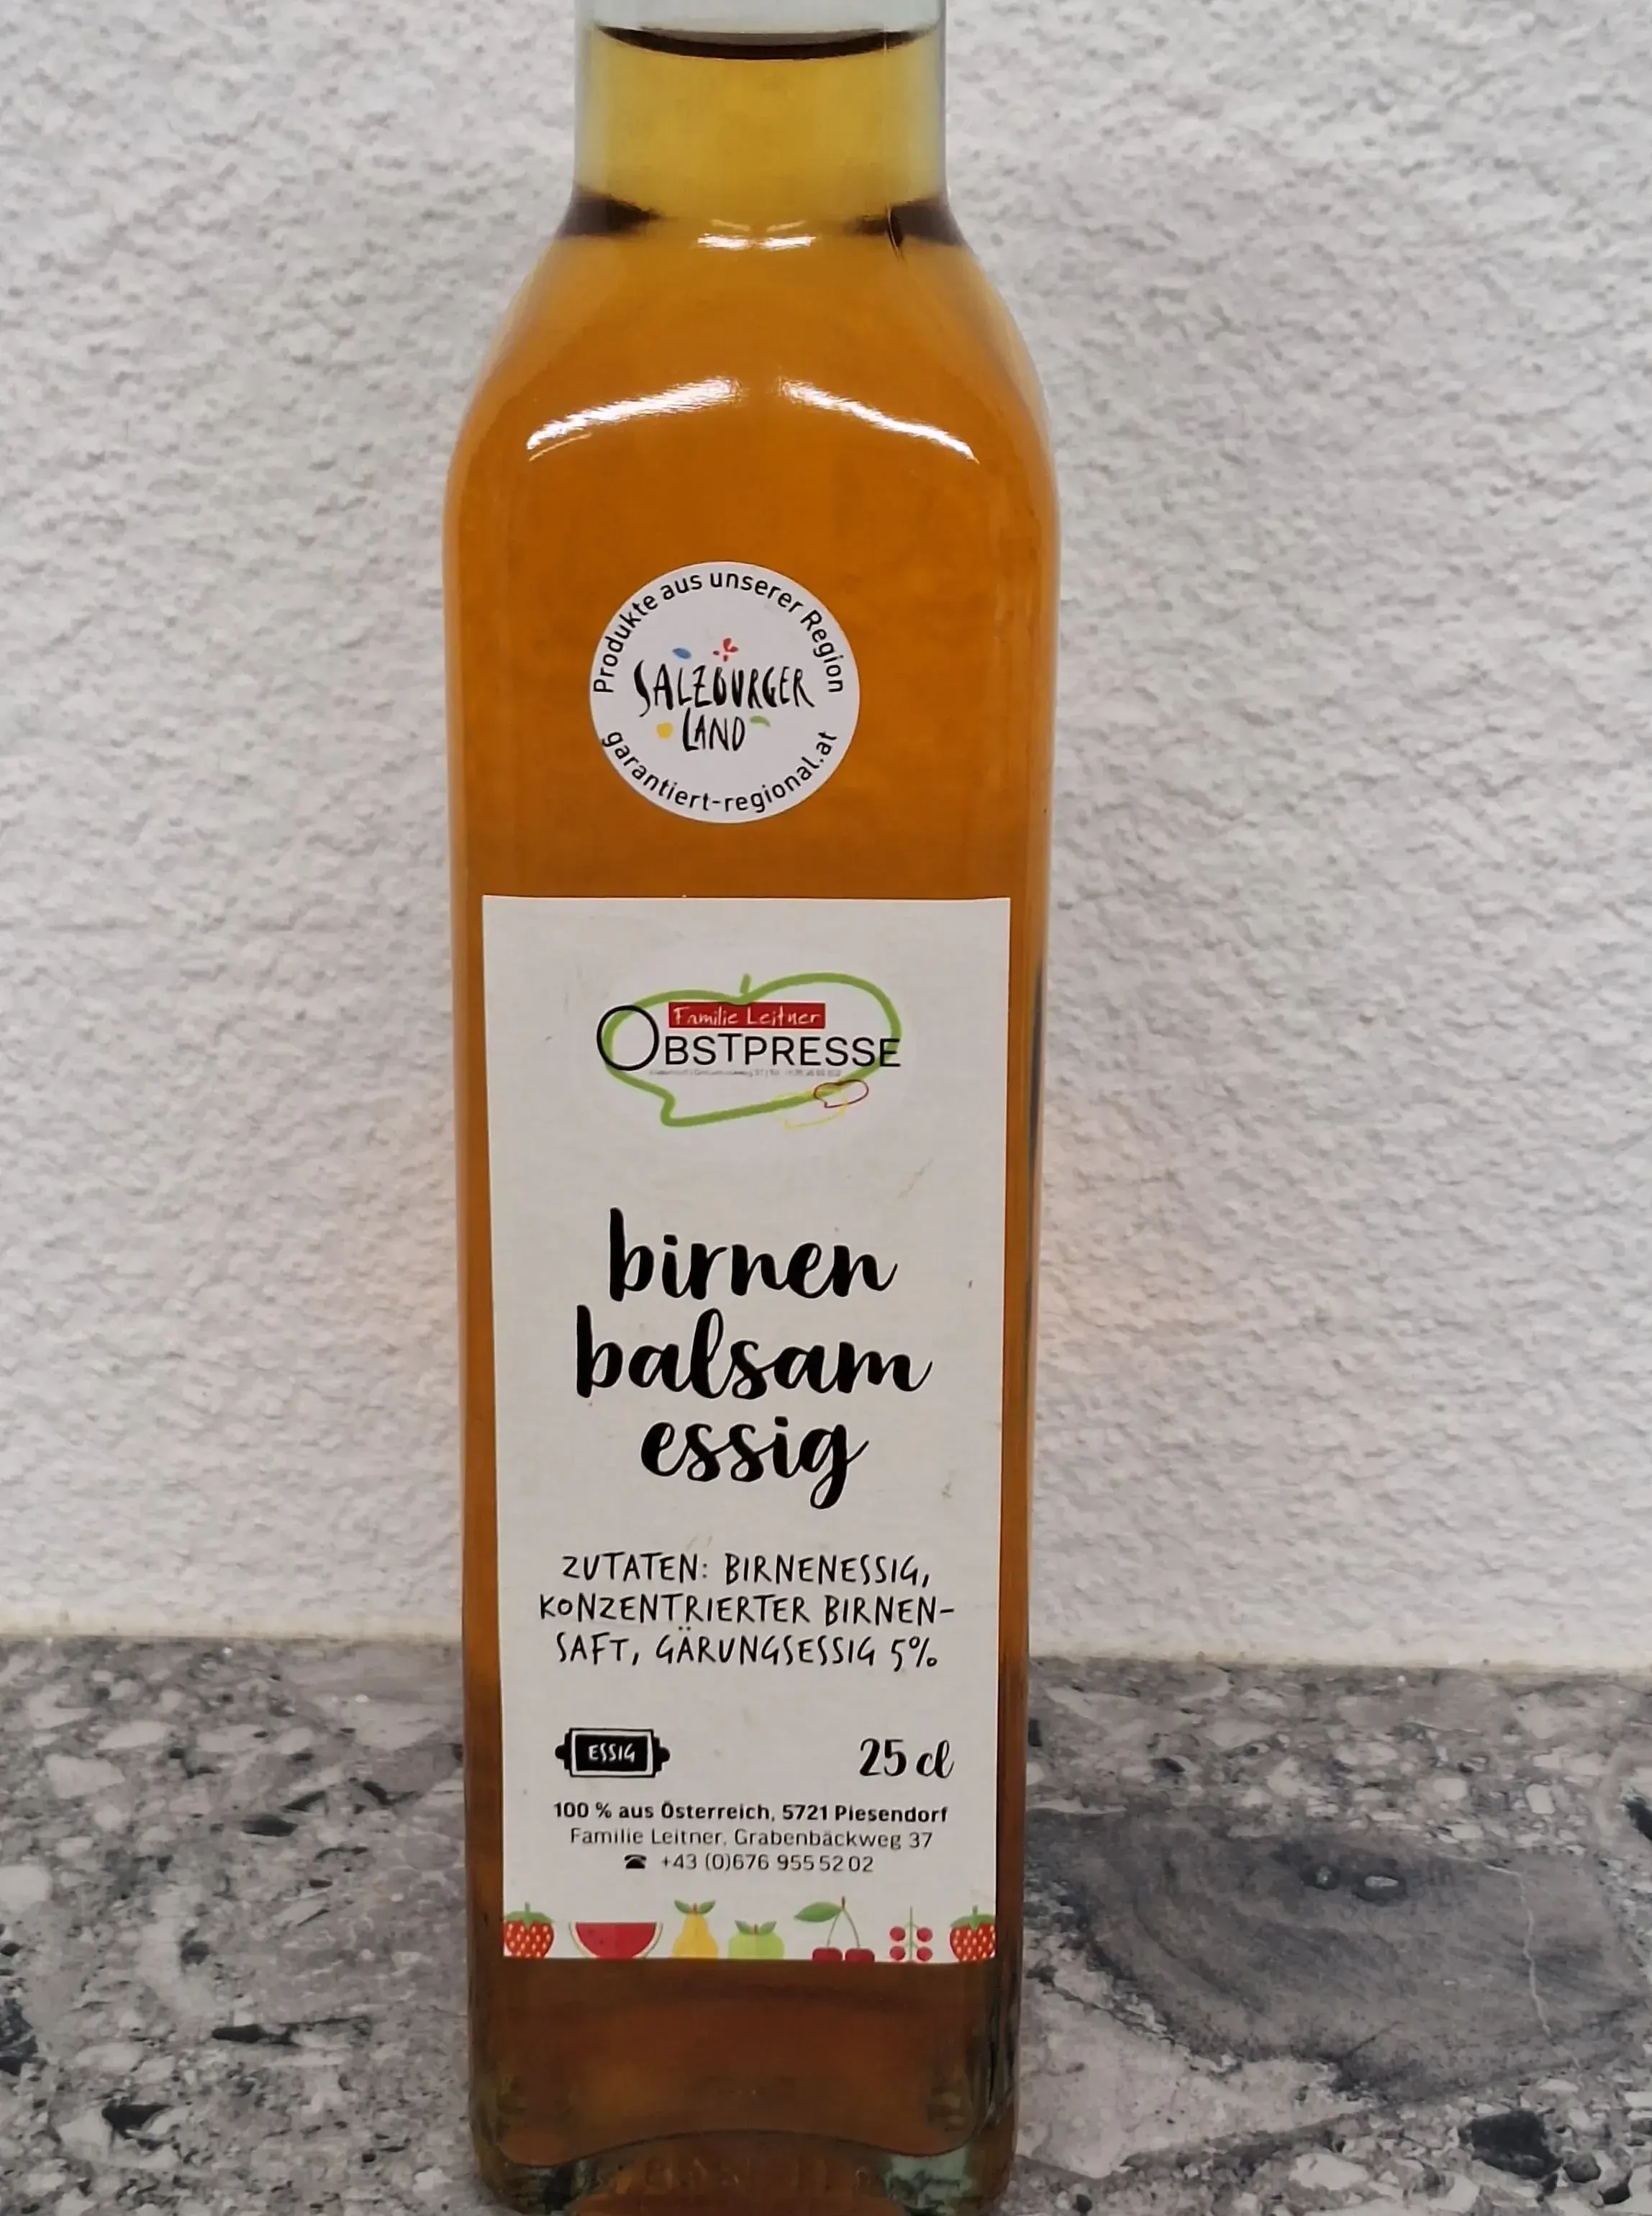 Produkte aus unserer Region
SALZBURGER
LAND
garantiert-regional.at
Familie Leitner
OBSTPRESSE
birnen
balsam
essig
ZUTATEN: BIRNENESSIG,
KONZENTRIERTER BIRNEN-
SAFT, GÄRUNGSESSIG 5%
ESSIG
25 cl
100 % aus Österreich, 5721 Piesendorf
Familie Leitner, Grabenbäckweg 37
☎ +43 (0)676 955 52 02